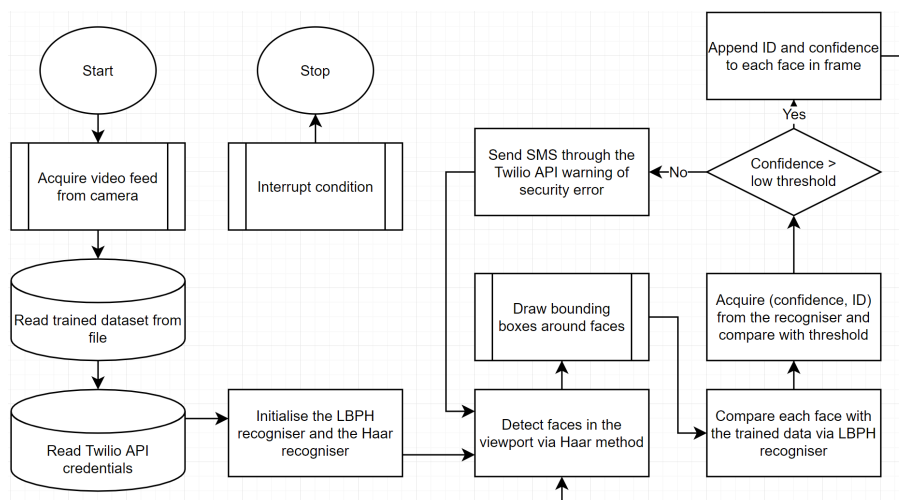 Start
Stop
Append ID and confidence
to each face in frame
Yes
Acquire video feed
from camera
Interrupt condition
Send SMS through the
Twilio API warning of
security error
No
Confidence >
low threshold
Read trained dataset from
file
Draw bounding
boxes around faces
Acquire (confidence, ID)
from the recogniser and
compare with threshold
Read Twilio API
credentials
Initialise the LBPH
recogniser and the Haar
recogniser
Detect faces in the
viewport via Haar method
Compare each face with
the trained data via LBPH
recogniser